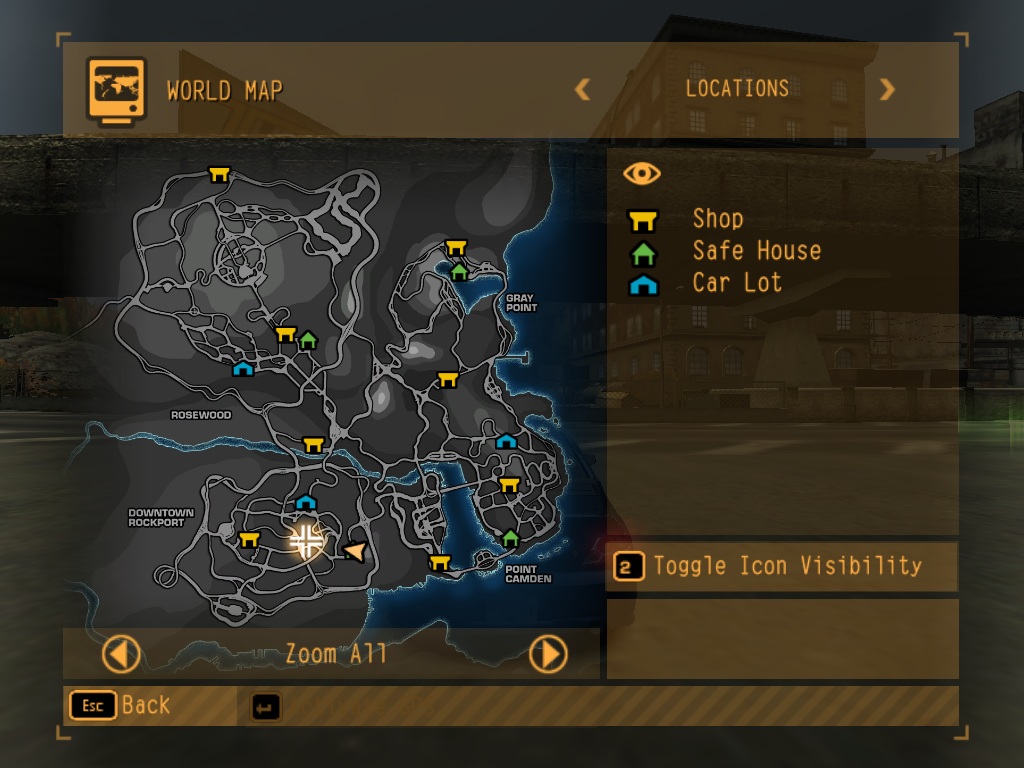 WORLD MAP
LOCATIONS
Shop
Safe House
Car Lot
GRAY
POINT
ROSEWOOD
DOWNTOWN
ROCKPORT
POINT
CAMDEN
2 Toggle Icon Visibility
Zoom All
Esc Back